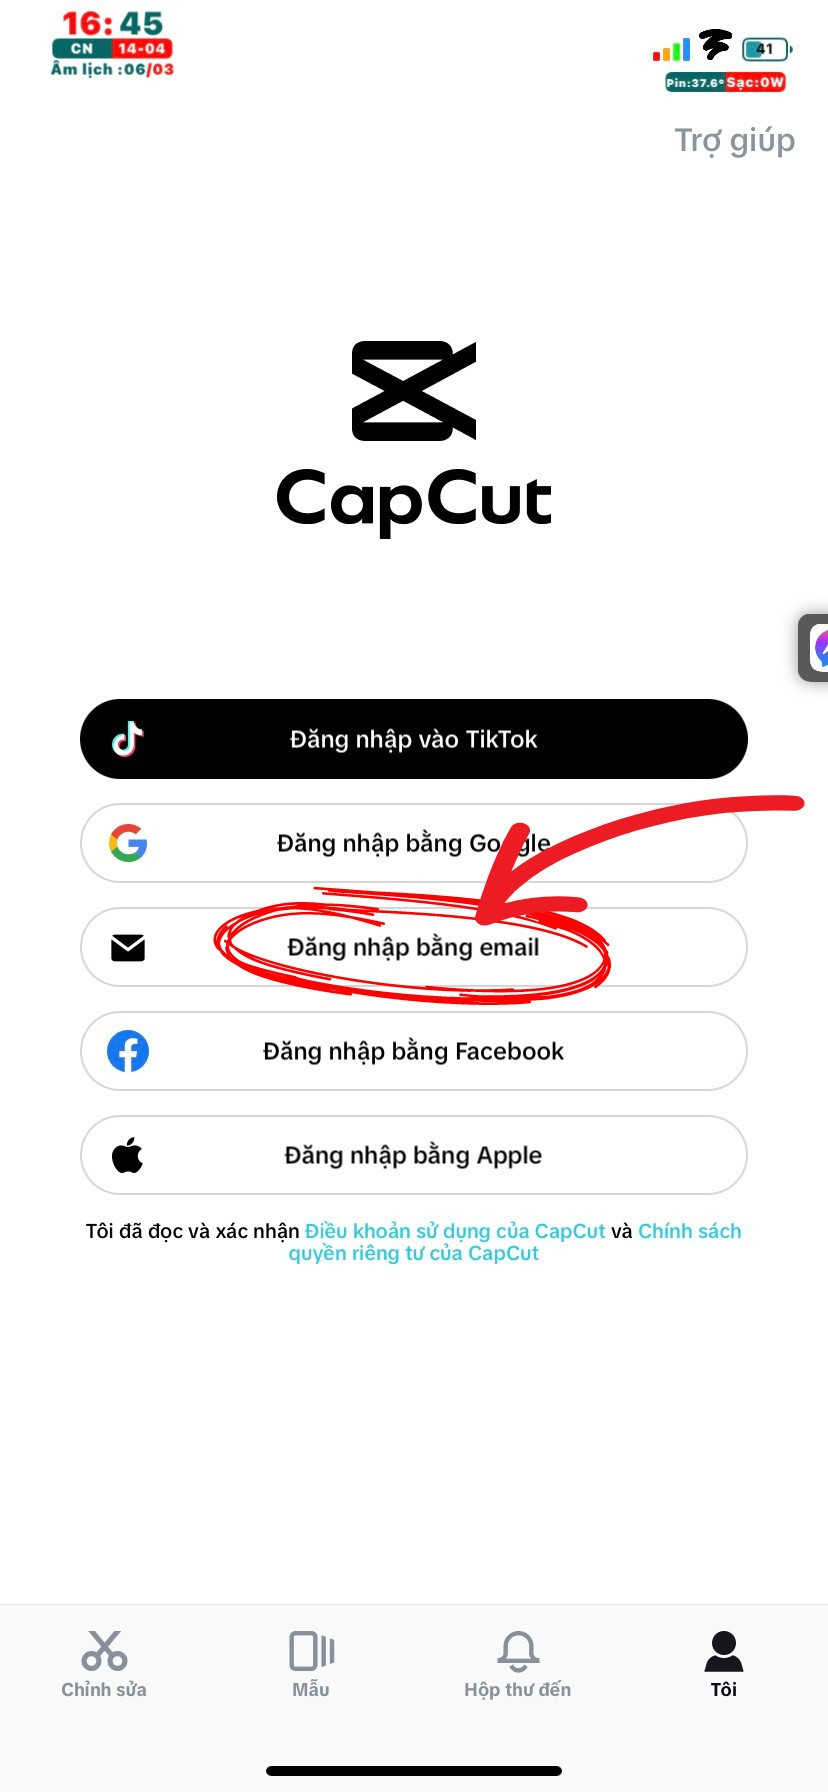 16:45
CN 14-04
Âm lịch :06/03
41
Pin:37.6° Sạc:0W
Trợ giúp
CapCut
Đăng nhập vào TikTok
Đăng nhập bằng Google
Đăng nhập bằng email
Đăng nhập bằng Facebook
Đăng nhập bằng Apple
Tôi đã đọc và xác nhận Điều khoản sử dụng của CapCut và Chính sách
quyền riêng tư của CapCut
Chỉnh sửa
Mẫu
Hộp thư đến
Tôi